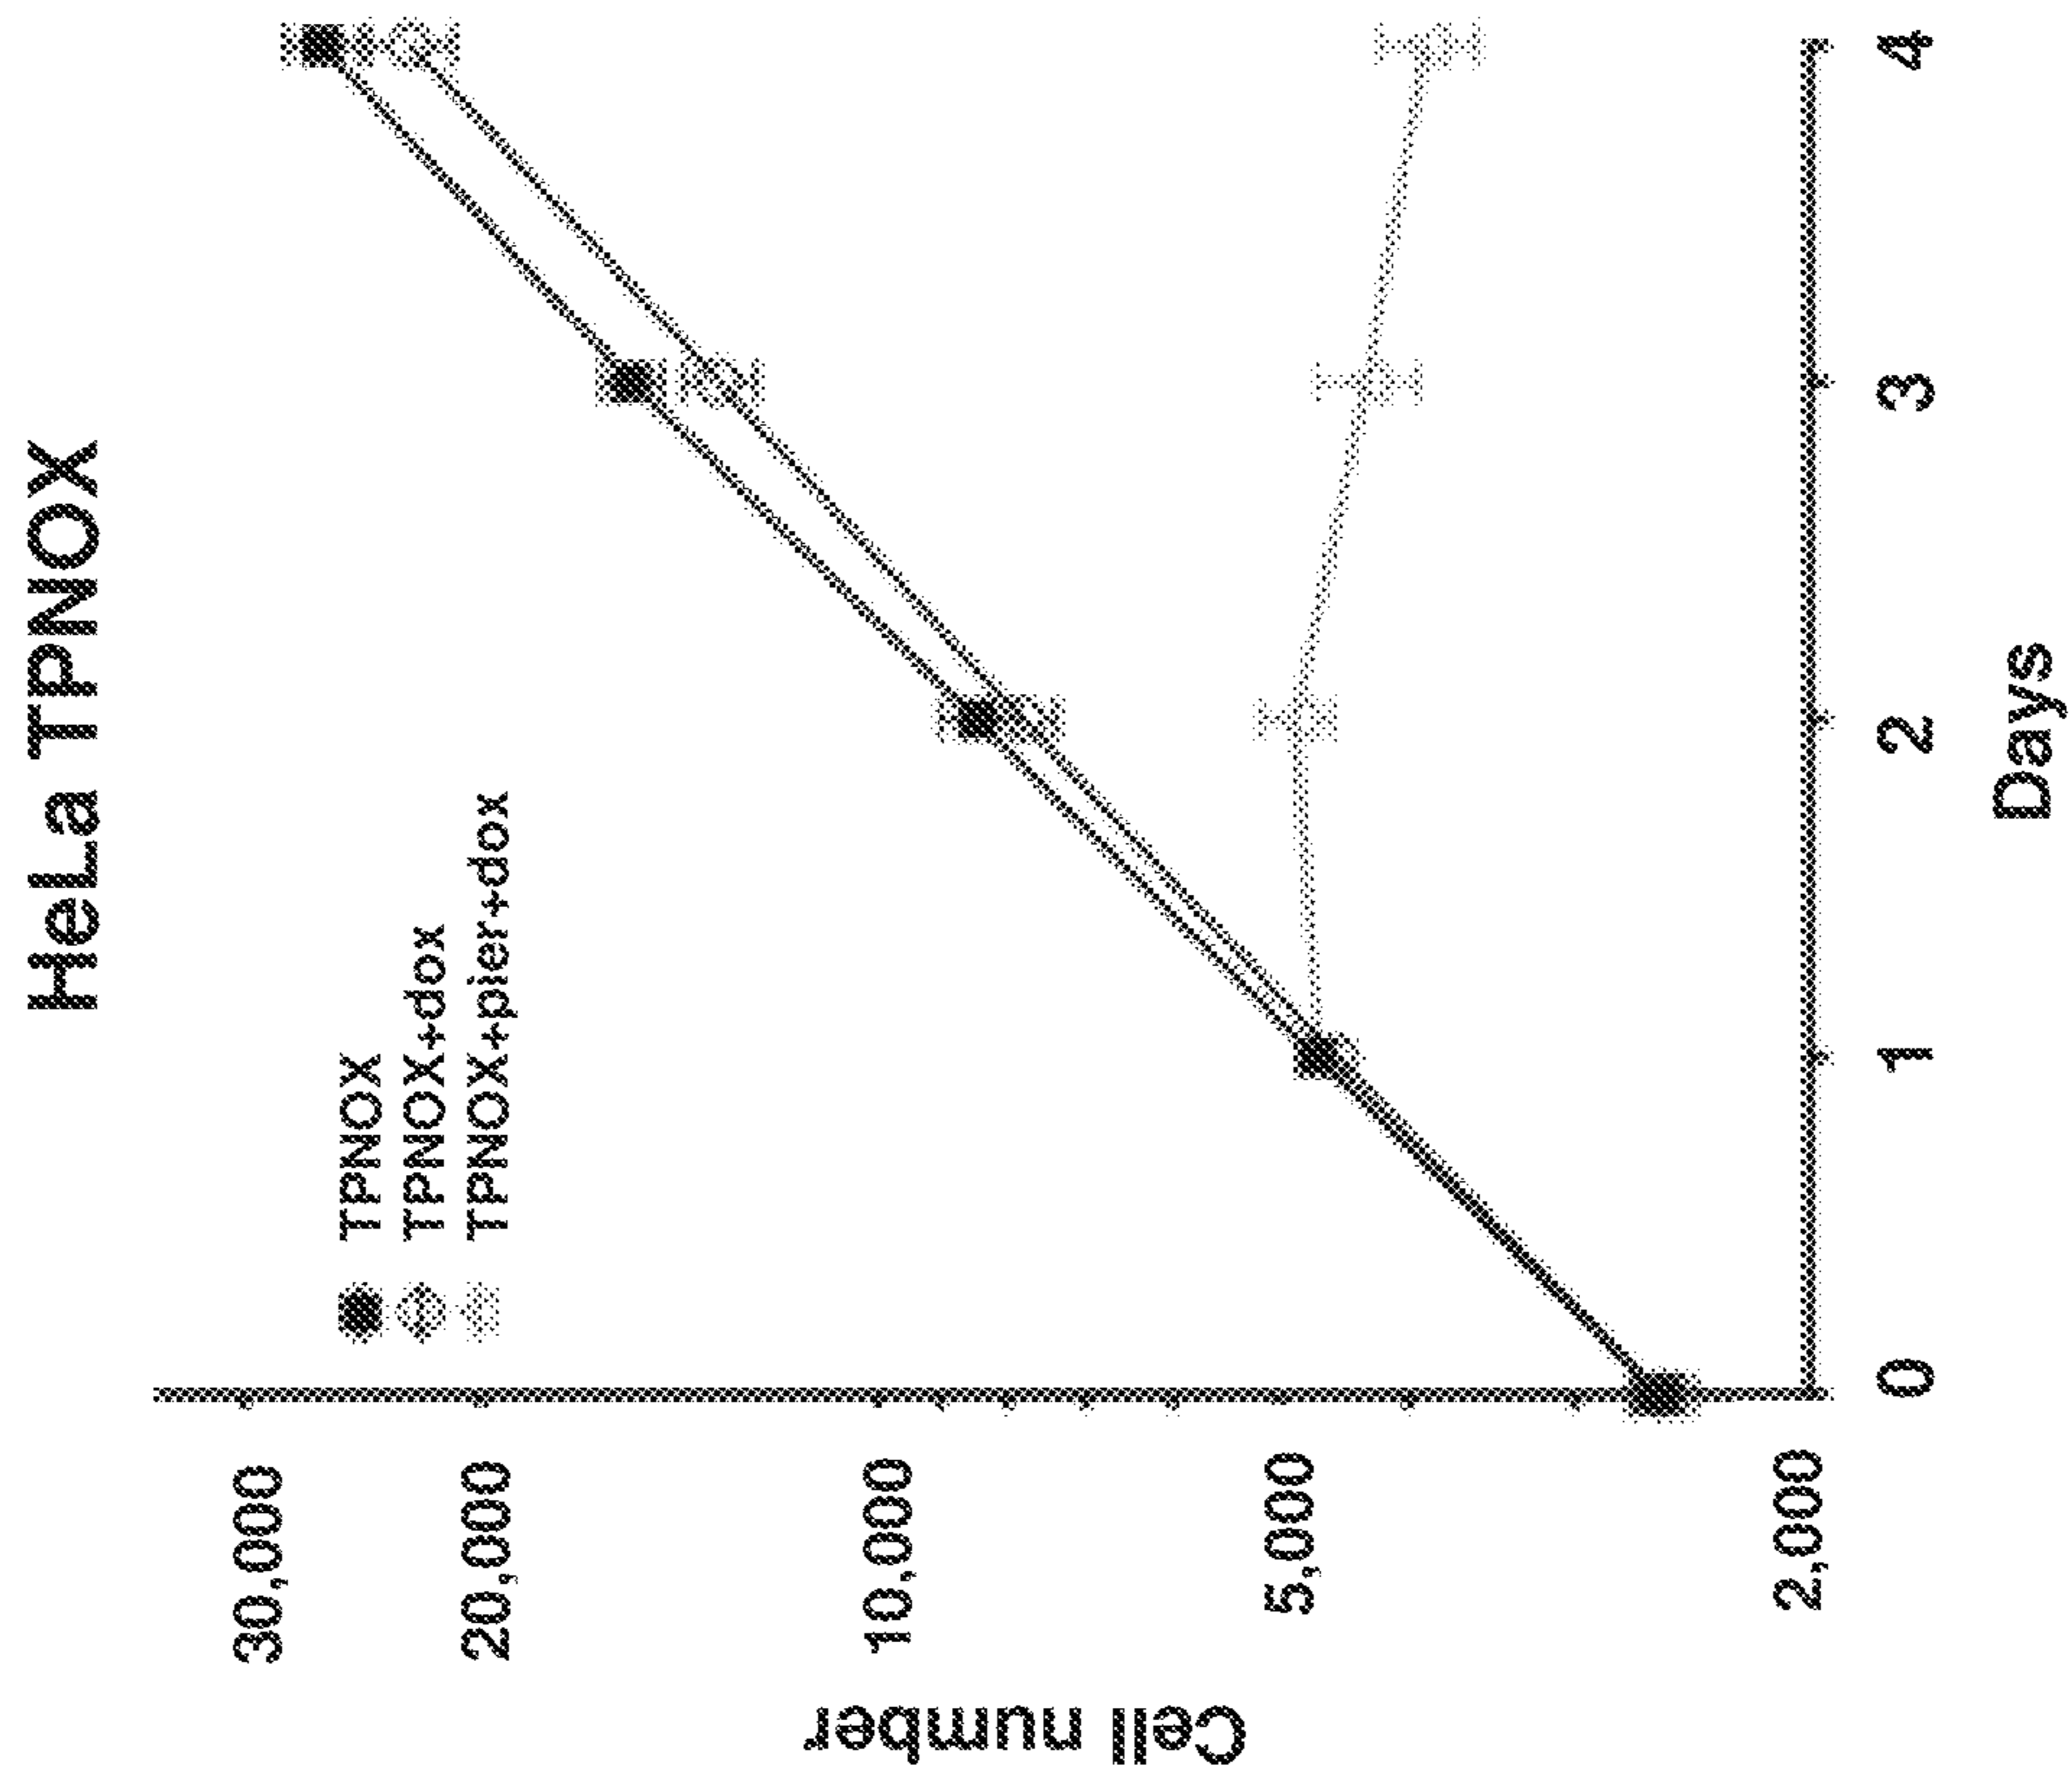 HeLa TPNOX
TPNOX
TPNOX+dox
TPNOX+pier+dox
Cell number
30,000
20,000
10,000
5,000
2,000
0
1
2
3
4
Days